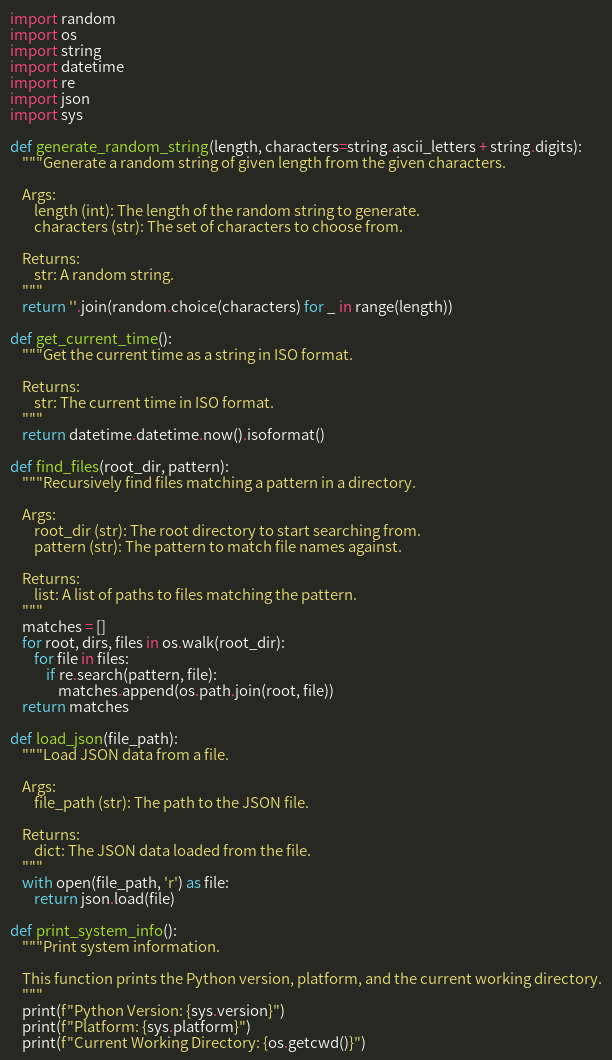 import random
import os
import string
import datetime
import re
import json
import sys

def generate_random_string(length, characters=string.ascii_letters + string.digits):
    """Generate a random string of given length from the given characters.

    Args:
        length (int): The length of the random string to generate.
        characters (str): The set of characters to choose from.

    Returns:
        str: A random string.
    """
    return ''.join(random.choice(characters) for _ in range(length))

def get_current_time():
    """Get the current time as a string in ISO format.

    Returns:
        str: The current time in ISO format.
    """
    return datetime.datetime.now().isoformat()

def find_files(root_dir, pattern):
    """Recursively find files matching a pattern in a directory.

    Args:
        root_dir (str): The root directory to start searching from.
        pattern (str): The pattern to match file names against.

    Returns:
        list: A list of paths to files matching the pattern.
    """
    matches = []
    for root, dirs, files in os.walk(root_dir):
        for file in files:
            if re.search(pattern, file):
                matches.append(os.path.join(root, file))
    return matches

def load_json(file_path):
    """Load JSON data from a file.

    Args:
        file_path (str): The path to the JSON file.

    Returns:
        dict: The JSON data loaded from the file.
    """
    with open(file_path, 'r') as file:
        return json.load(file)

def print_system_info():
    """Print system information.

    This function prints the Python version, platform, and the current working directory.
    """
    print(f"Python Version: {sys.version}")
    print(f"Platform: {sys.platform}")
    print(f"Current Working Directory: {os.getcwd()}")